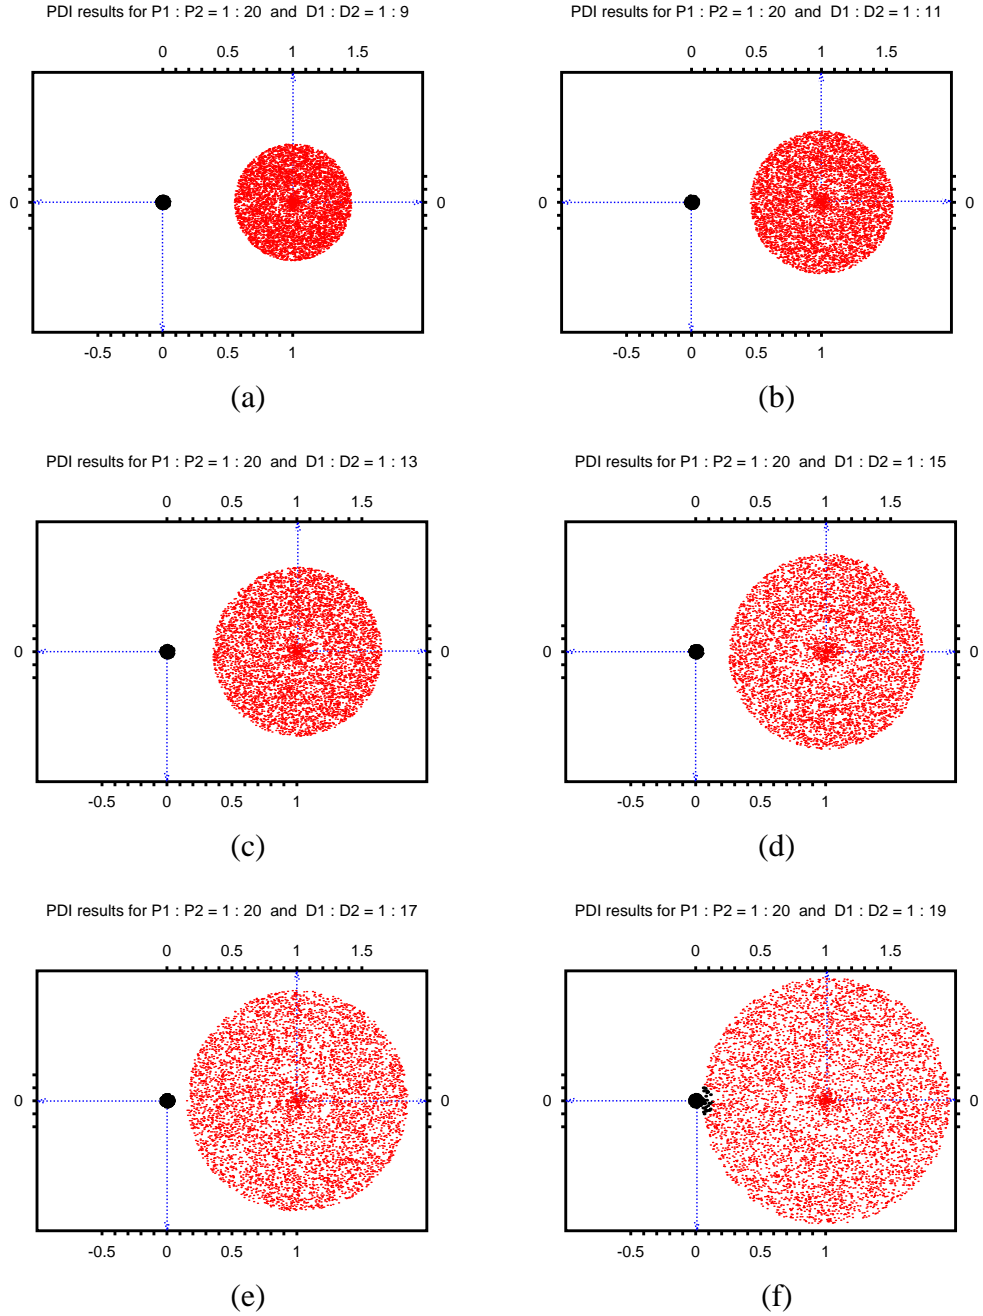 PDI results for P1 : P2 = 1 : 20 and D1 : D2 = 1 : 9
0 0.5 1 1.5
0 0
-0.5 0 0.5 1
(a)
PDI results for P1 : P2 = 1 : 20 and D1 : D2 = 1 : 11
0 0.5 1 1.5
0 0
-0.5 0 0.5 1
(b)
PDI results for P1 : P2 = 1 : 20 and D1 : D2 = 1 : 13
0 0.5 1 1.5
0 0
-0.5 0 0.5 1
(c)
PDI results for P1 : P2 = 1 : 20 and D1 : D2 = 1 : 15
0 0.5 1 1.5
0 0
-0.5 0 0.5 1
(d)
PDI results for P1 : P2 = 1 : 20 and D1 : D2 = 1 : 17
0 0.5 1 1.5
0 0
-0.5 0 0.5 1
(e)
PDI results for P1 : P2 = 1 : 20 and D1 : D2 = 1 : 19
0 0.5 1 1.5
0 0
-0.5 0 0.5 1
(f)